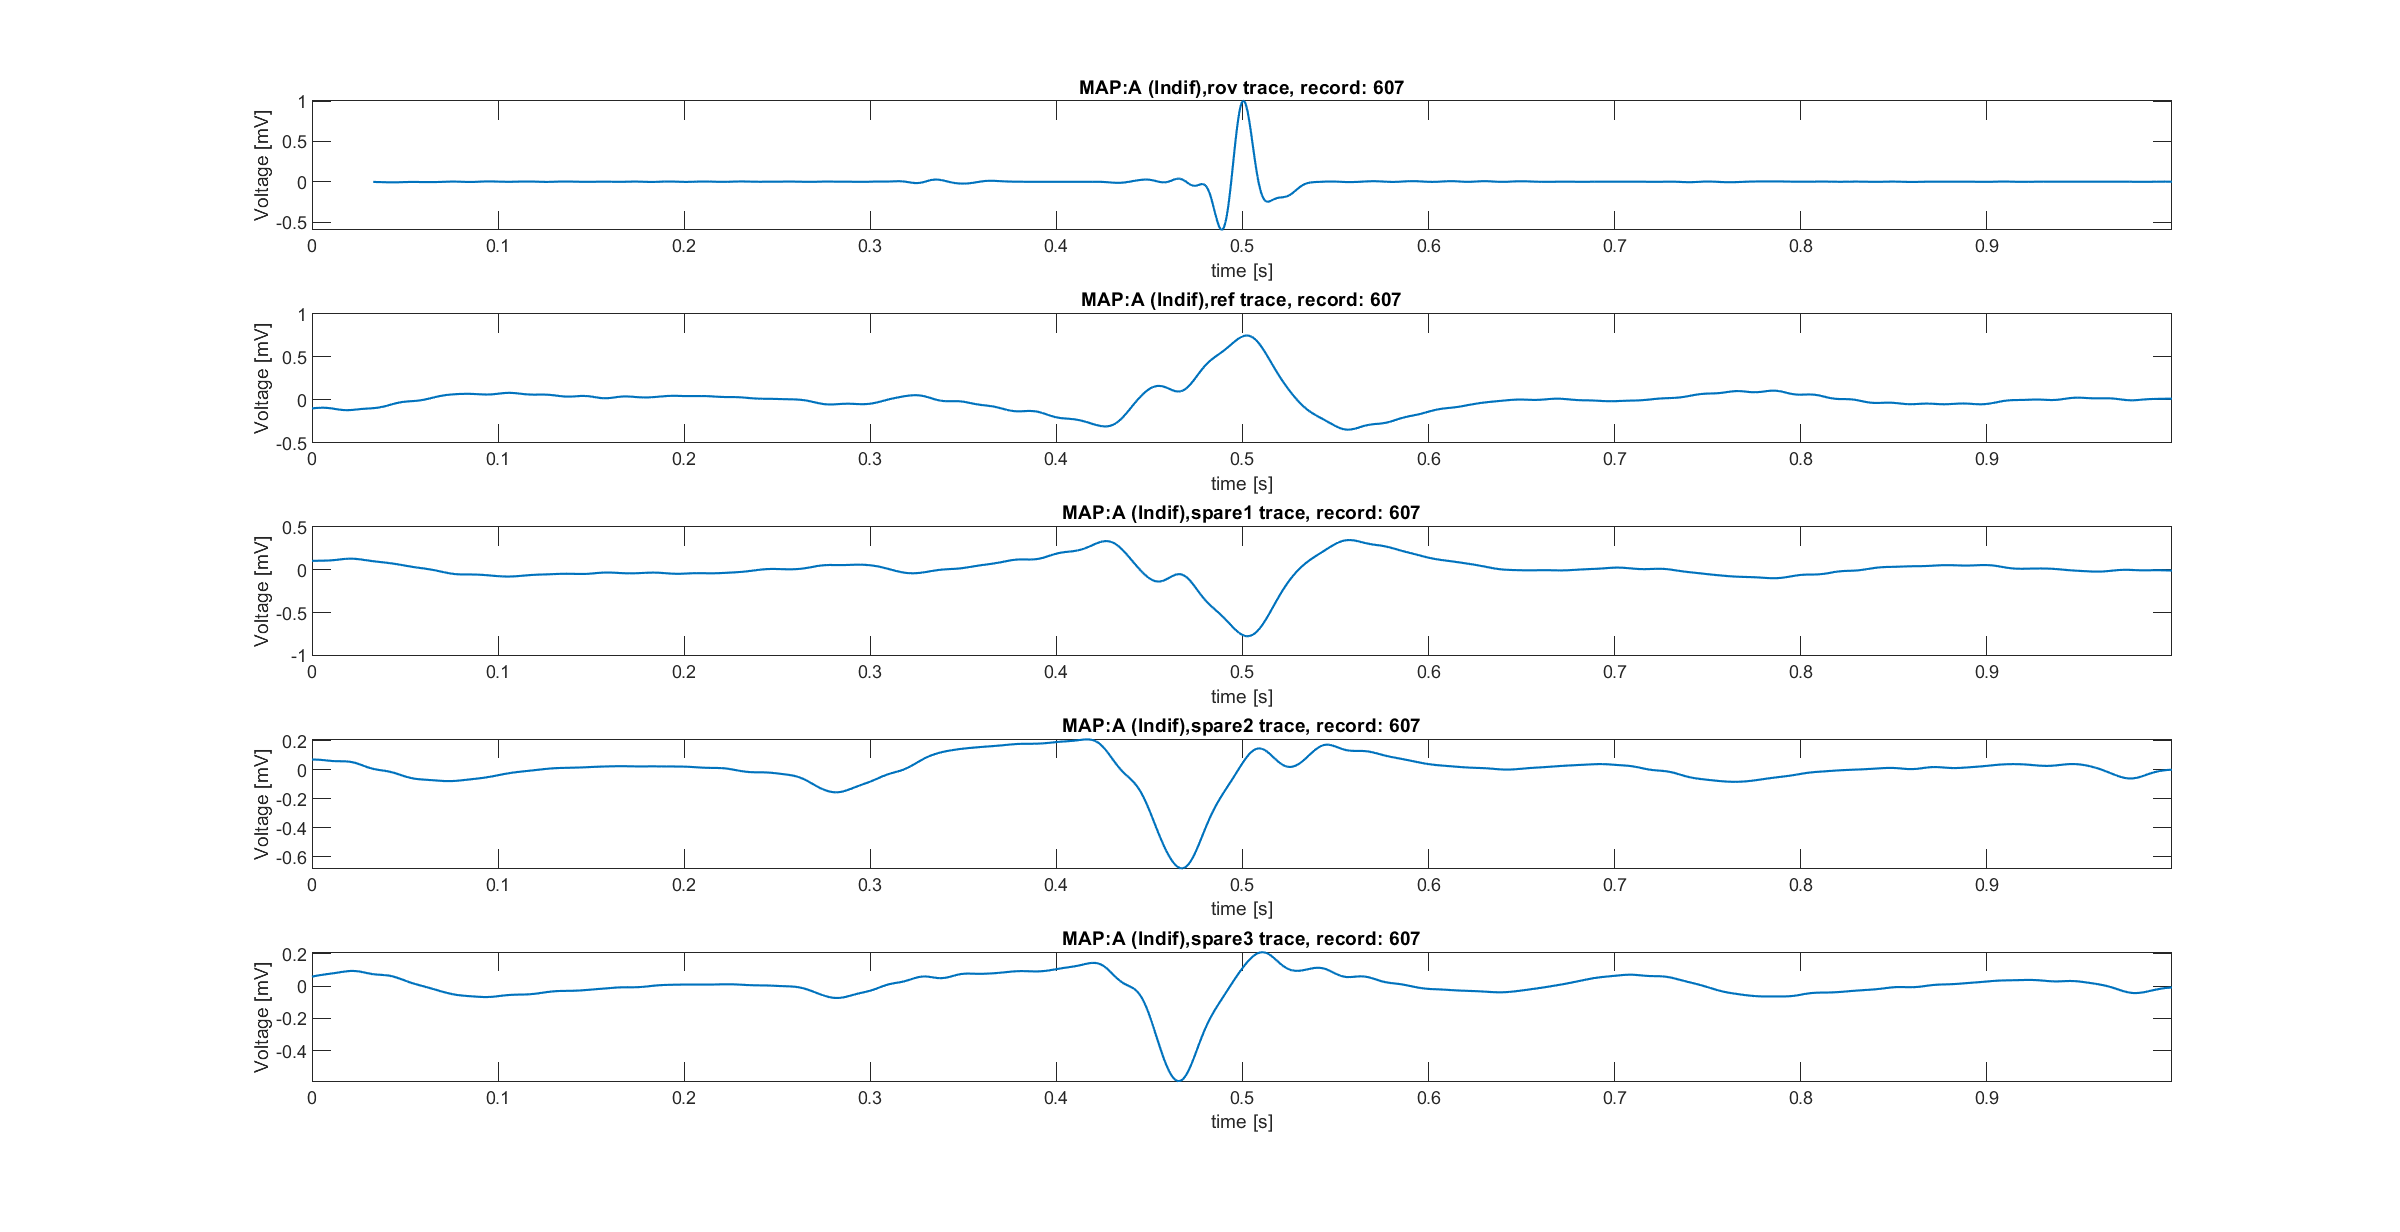 MAP:A (Indif),rov trace, record: 607
Voltage [mV]
1
0.5
0
-0.5
0 0.1 0.2 0.3 0.4 0.5 0.6 0.7 0.8 0.9
time [s]
MAP:A (Indif),ref trace, record: 607
Voltage [mV]
1
0.5
0
-0.5
0 0.1 0.2 0.3 0.4 0.5 0.6 0.7 0.8 0.9
time [s]
MAP:A (Indif),spare1 trace, record: 607
Voltage [mV]
0.5
0
-0.5
-1
0 0.1 0.2 0.3 0.4 0.5 0.6 0.7 0.8 0.9
time [s]
MAP:A (Indif),spare2 trace, record: 607
Voltage [mV]
0.2
0
-0.2
-0.4
-0.6
0 0.1 0.2 0.3 0.4 0.5 0.6 0.7 0.8 0.9
time [s]
MAP:A (Indif),spare3 trace, record: 607
Voltage [mV]
0.2
0
-0.2
-0.4
0 0.1 0.2 0.3 0.4 0.5 0.6 0.7 0.8 0.9
time [s]